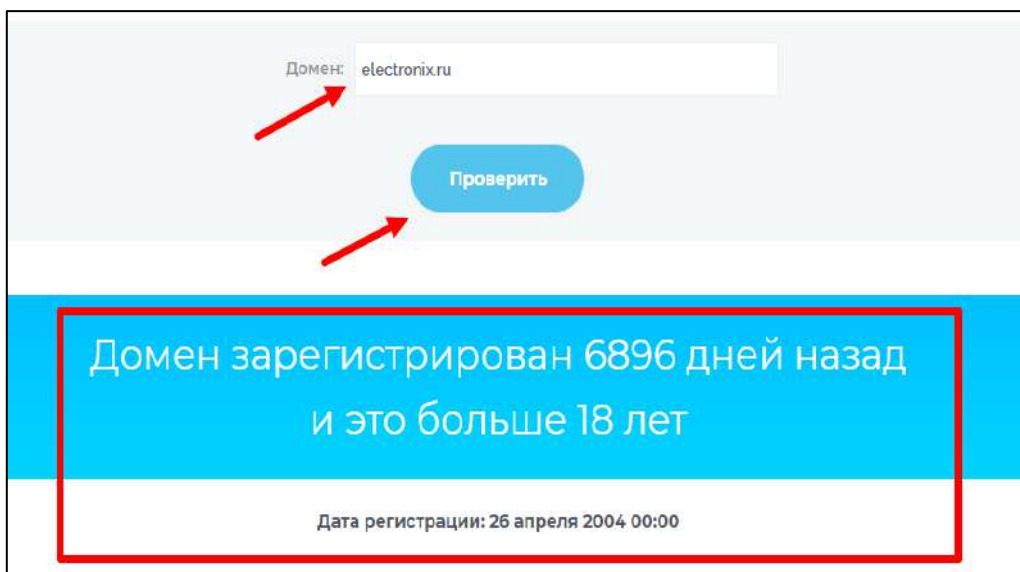 Домен: electronix.ru
Проверить
Домен зарегистрирован 6896 дней назад
и это больше 18 лет
Дата регистрации: 26 апреля 2004 00:00